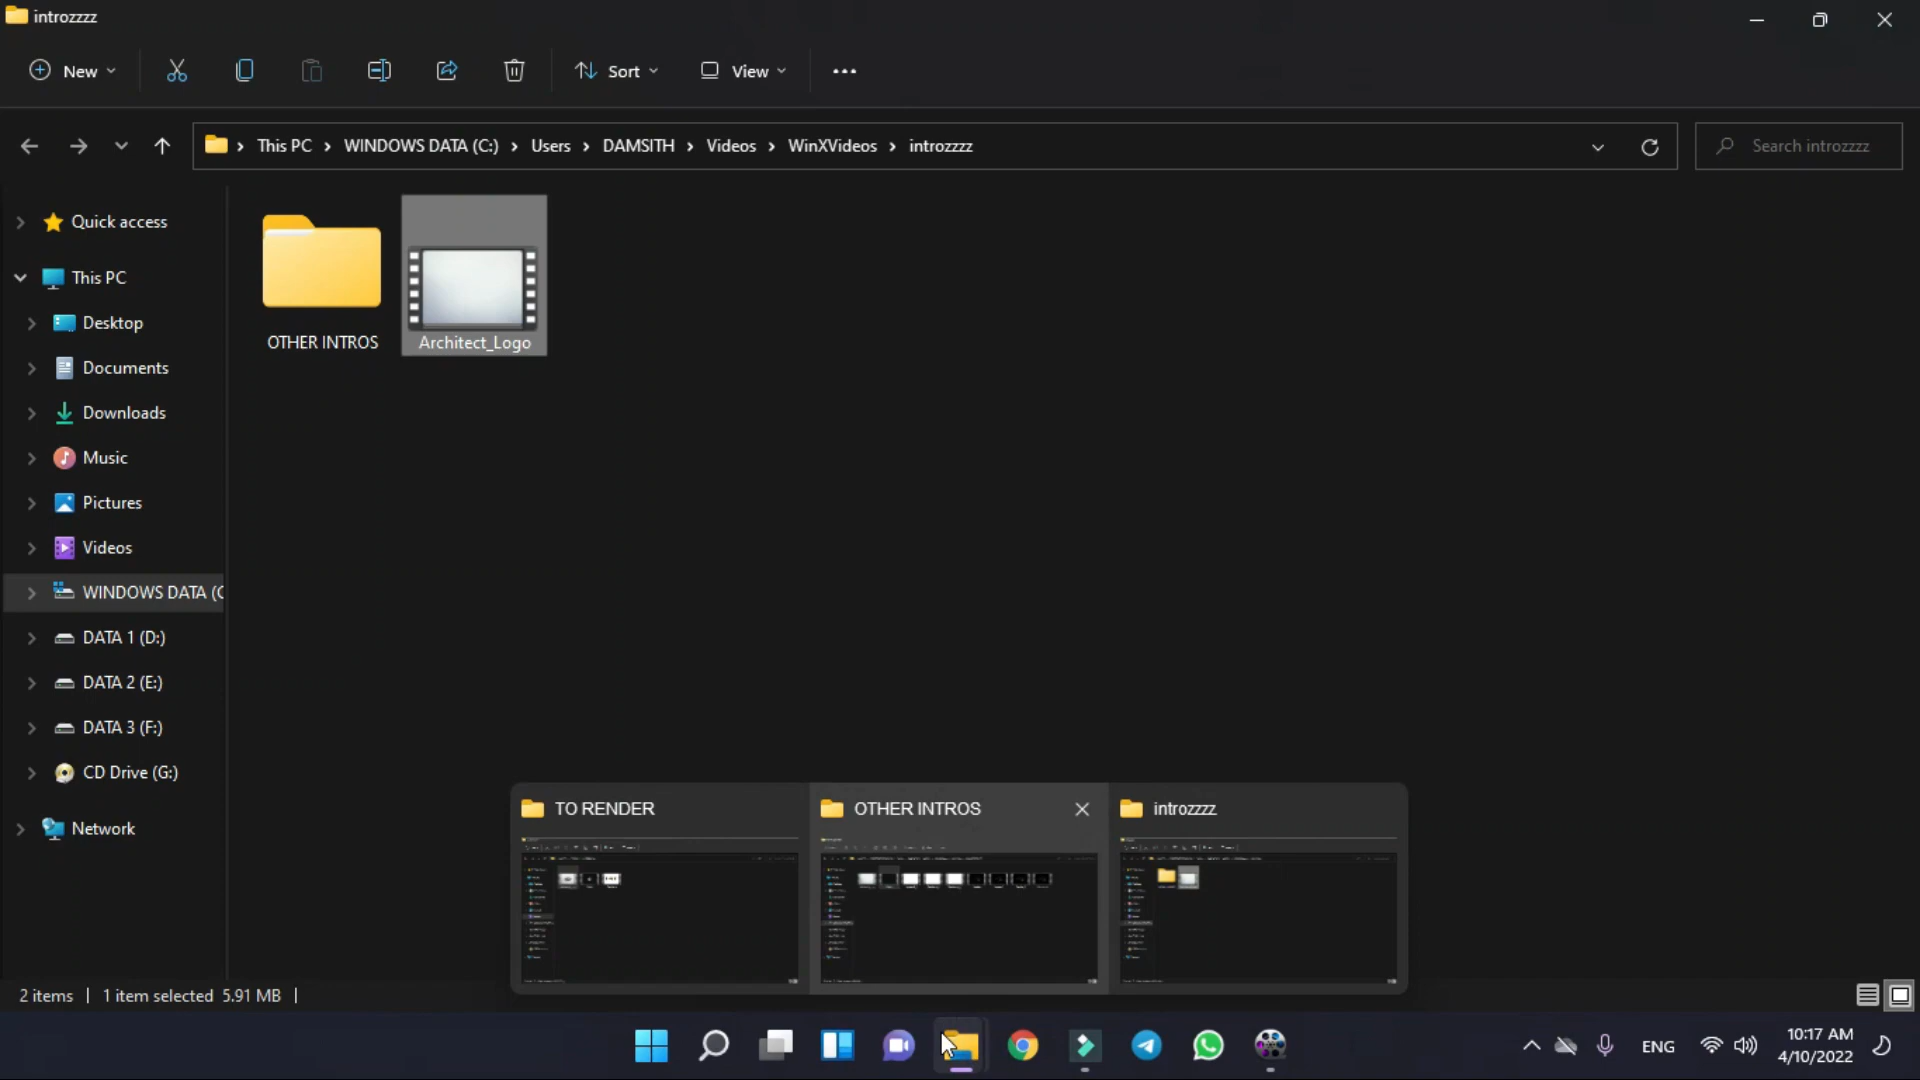 introzzzz
New
Sort
View
This PC
WINDOWS DATA (C:)
Users
DAMSITH
Videos
WinXVideos
introzzzz
Search introzzzz
Quick access
This PC
Desktop
Documents
Downloads
Music
Pictures
Videos
WINDOWS DATA (C
DATA 1 (D:)
DATA 2 (E:)
DATA 3 (F:)
CD Drive (G:)
Network
OTHER INTROS
Architect_Logo
TO RENDER
OTHER INTROS
introzzzz
2 items
1 item selected 5.91 MB
ENG
10:17 AM
4/10/2022